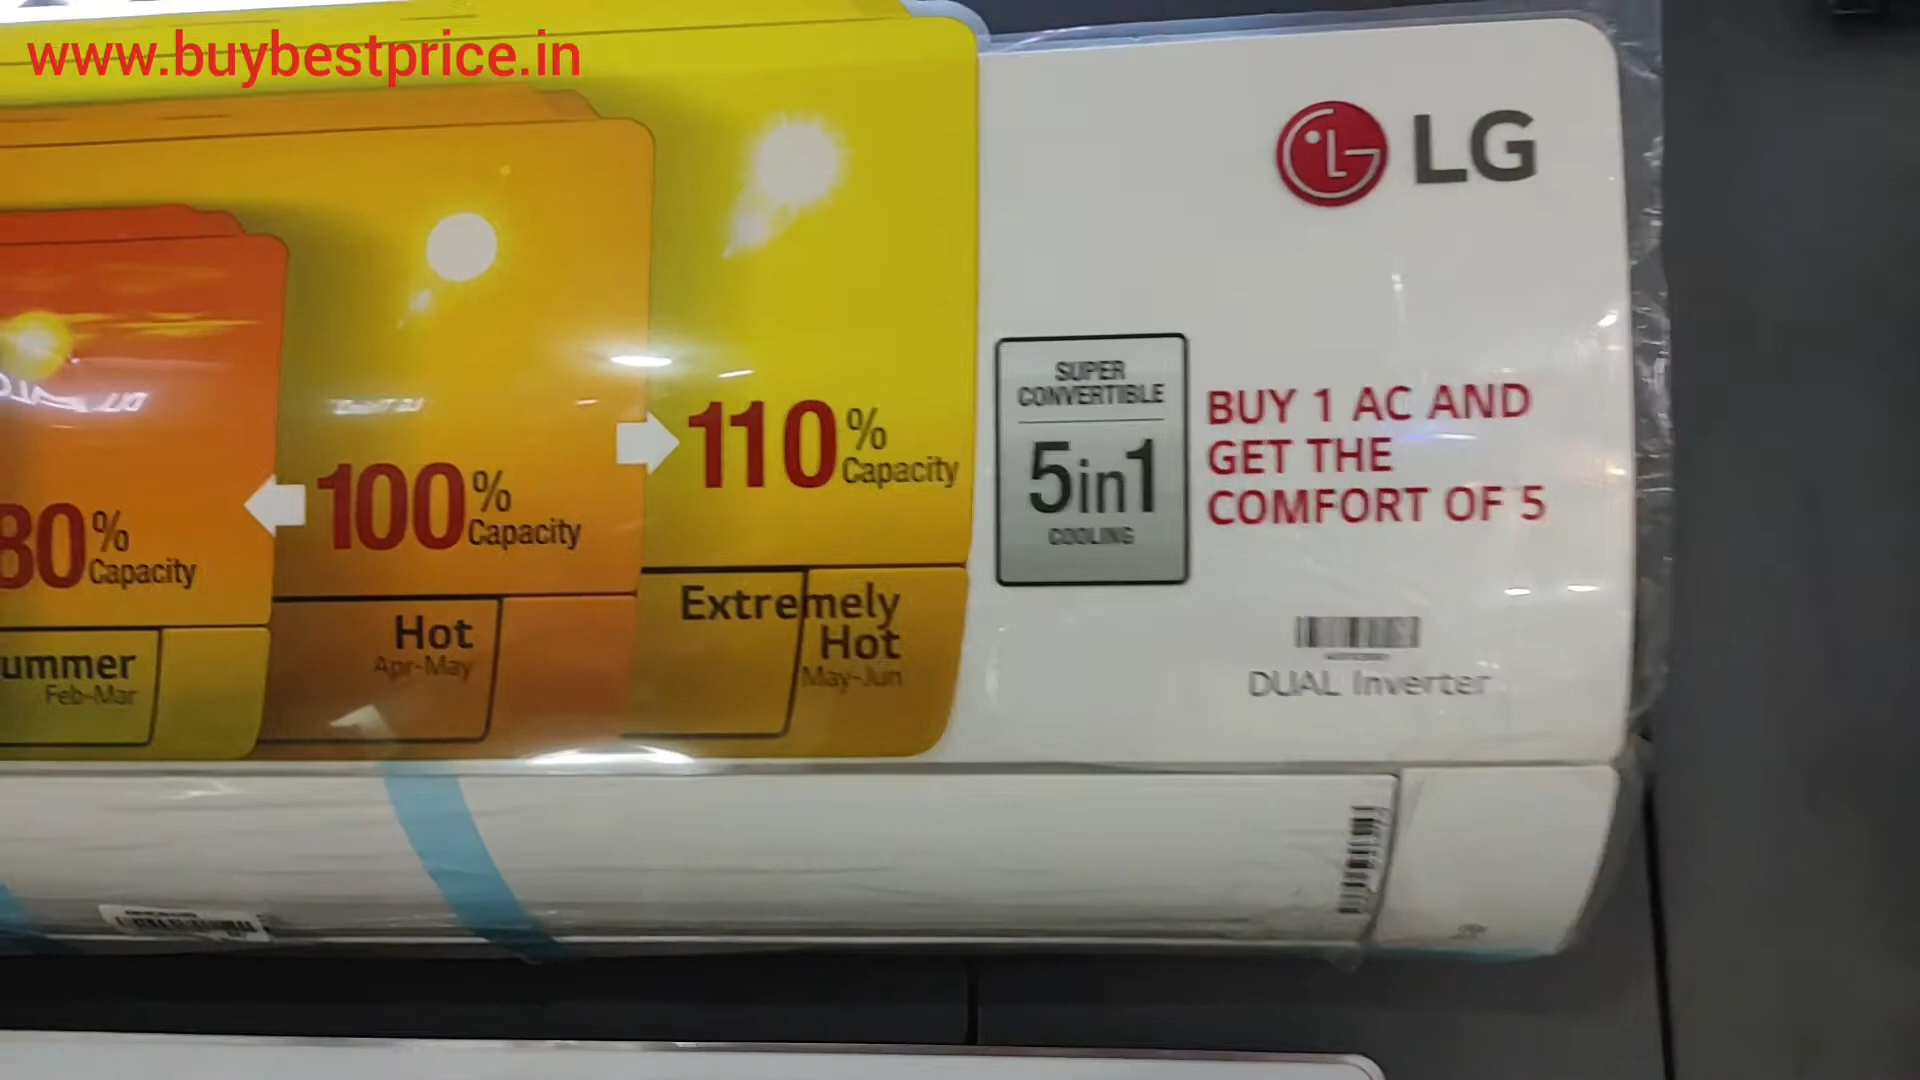 www.buybestprice.in
LG
SUPER
CONVERTIBLE
5in1
COOLING
BUY 1 AC AND
GET THE
COMFORT OF 5
110%
Capacity
100%
Capacity
80%
Capacity
Extremely
Hot
May-Jun
Hot
Apr-May
ummer
Feb-Mar
DUAL Inverter